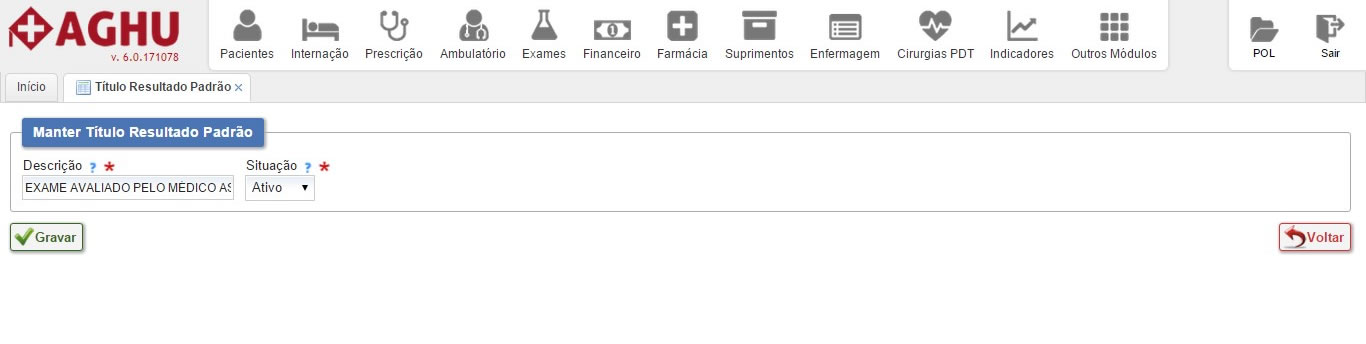 AGHU
v. 6.0.171078
Pacientes Internação Prescrição Ambulatório Exames Financeiro Farmácia Suprimentos Enfermagem Cirurgias PDT Indicadores Outros Módulos POL Sair
Início Título Resultado Padrão ×
Manter Título Resultado Padrão
Descrição ? * Situação ? *
EXAME AVALIADO PELO MÉDICO AS Ativo
Gravar Voltar